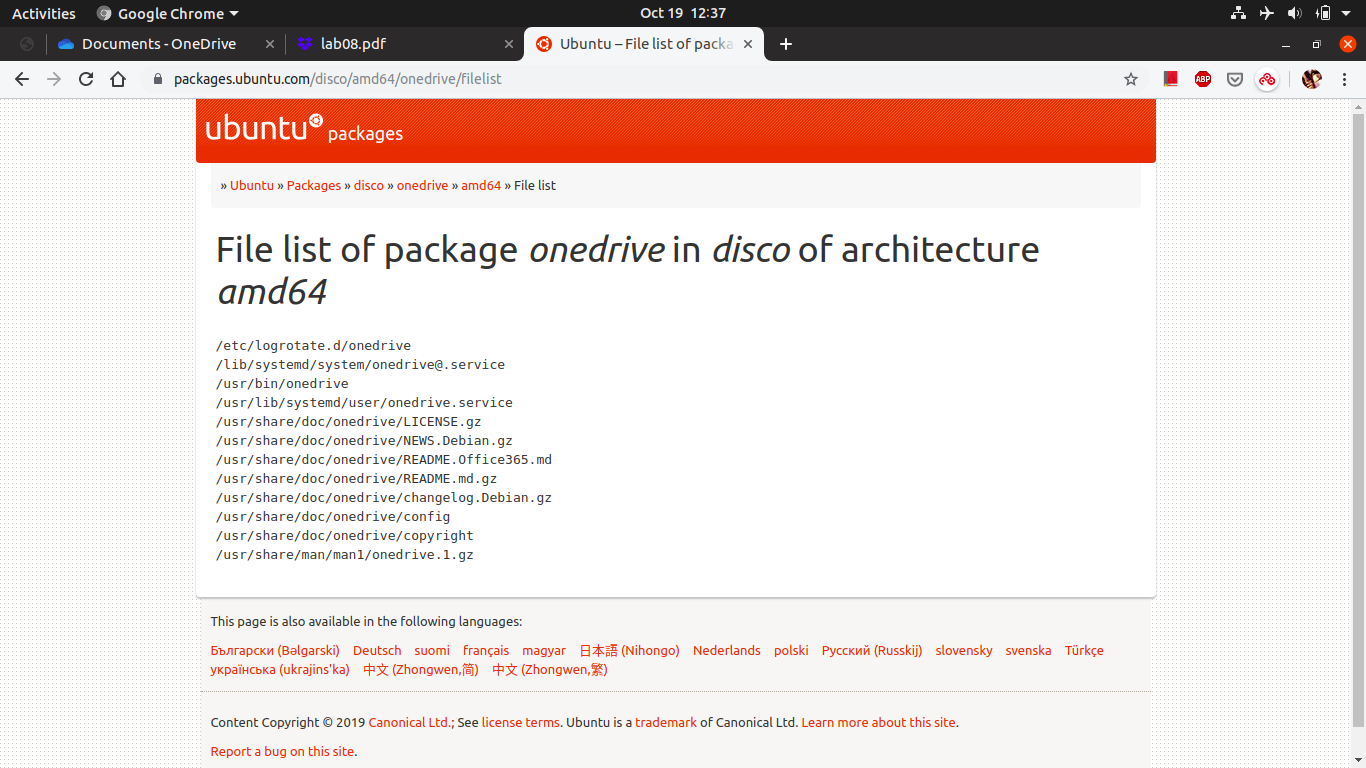 Activities Google Chrome Oct 19 12:37
Documents - OneDrive lab08.pdf Ubuntu – File list of packa
packages.ubuntu.com/disco/amd64/onedrive/filelist
ABP
ubuntu packages
» Ubuntu » Packages » disco » onedrive » amd64 » File list
File list of package onedrive in disco of architecture
amd64
/etc/logrotate.d/onedrive
/lib/systemd/system/onedrive@.service
/usr/bin/onedrive
/usr/lib/systemd/user/onedrive.service
/usr/share/doc/onedrive/LICENSE.gz
/usr/share/doc/onedrive/NEWS.Debian.gz
/usr/share/doc/onedrive/README.Office365.md
/usr/share/doc/onedrive/README.md.gz
/usr/share/doc/onedrive/changelog.Debian.gz
/usr/share/doc/onedrive/config
/usr/share/doc/onedrive/copyright
/usr/share/man/man1/onedrive.1.gz
This page is also available in the following languages:
Български (Bəlgarski) Deutsch suomi français magyar 日本語 (Nihongo) Nederlands polski Русский (Russkij) slovensky svenska Türkçe
українська (ukrajins'ka) 中文 (Zhongwen,简) 中文 (Zhongwen,繁)
Content Copyright © 2019 Canonical Ltd.; See license terms. Ubuntu is a trademark of Canonical Ltd. Learn more about this site.
Report a bug on this site.